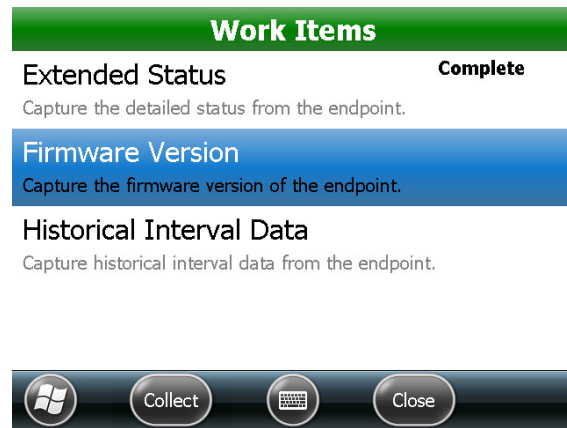 Work Items
Extended Status Complete
Capture the detailed status from the endpoint.
Firmware Version
Capture the firmware version of the endpoint.
Historical Interval Data
Capture historical interval data from the endpoint.
Collect Close